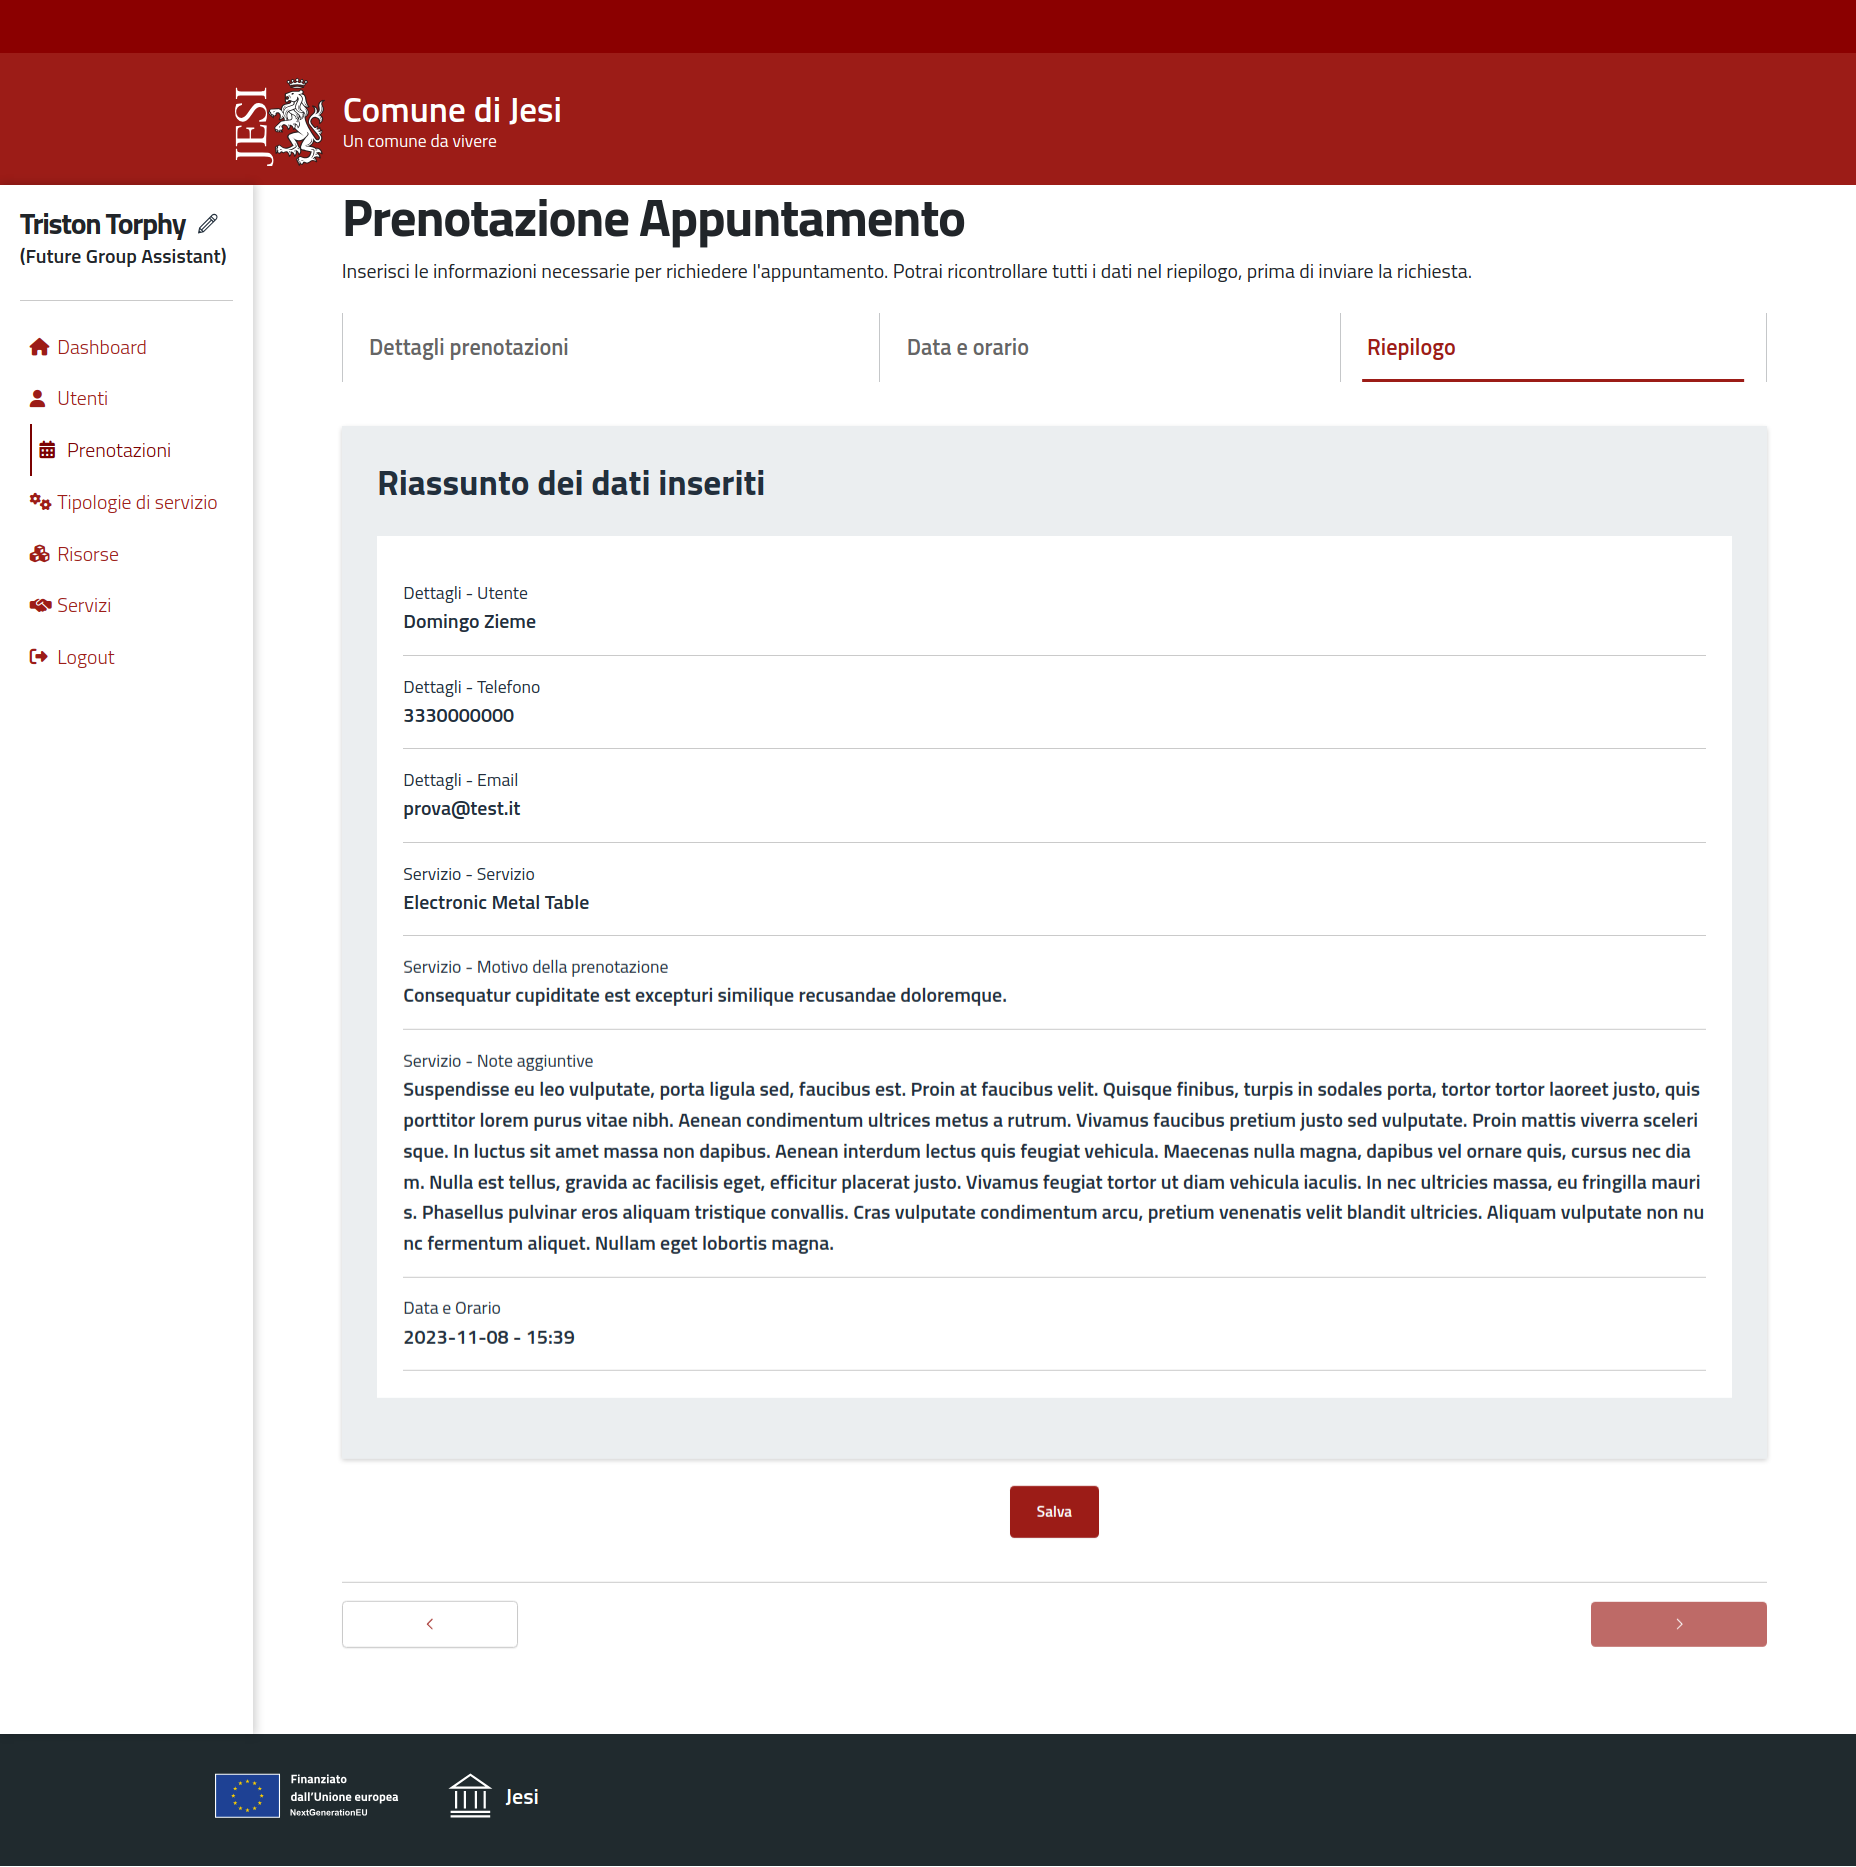 JESI
Comune di Jesi
Un comune da vivere
Triston Torphy
(Future Group Assistant)
Dashboard
Utenti
Prenotazioni
Tipologie di servizio
Risorse
Servizi
Logout
Prenotazione Appuntamento
Inserisci le informazioni necessarie per richiedere l'appuntamento. Potrai ricontrollare tutti i dati nel riepilogo, prima di inviare la richiesta.
Dettagli prenotazioni
Data e orario
Riepilogo
Riassunto dei dati inseriti
Dettagli - Utente
Domingo Zieme
Dettagli - Telefono
3330000000
Dettagli - Email
prova@test.it
Servizio - Servizio
Electronic Metal Table
Servizio - Motivo della prenotazione
Consequatur cupiditate est excepturi similique recusandae doloremque.
Servizio - Note aggiuntive
Suspendisse eu leo vulputate, porta ligula sed, faucibus est. Proin at faucibus velit. Quisque finibus, turpis in sodales porta, tortor tortor laoreet justo, quis
porttitor lorem purus vitae nibh. Aenean condimentum ultrices metus a rutrum. Vivamus faucibus pretium justo sed vulputate. Proin mattis viverra sceleri
sque. In luctus sit amet massa non dapibus. Aenean interdum lectus quis feugiat vehicula. Maecenas nulla magna, dapibus vel ornare quis, cursus nec dia
m. Nulla est tellus, gravida ac facilisis eget, efficitur placerat justo. Vivamus feugiat tortor ut diam vehicula iaculis. In nec ultricies massa, eu fringilla mauri
s. Phasellus pulvinar eros aliquam tristique convallis. Cras vulputate condimentum arcu, pretium venenatis velit blandit ultricies. Aliquam vulputate non nu
nc fermentum aliquet. Nullam eget lobortis magna.
Data e Orario
2023-11-08 - 15:39
Salva
Finanziato
dall'Unione europea
NextGenerationEU
Jesi